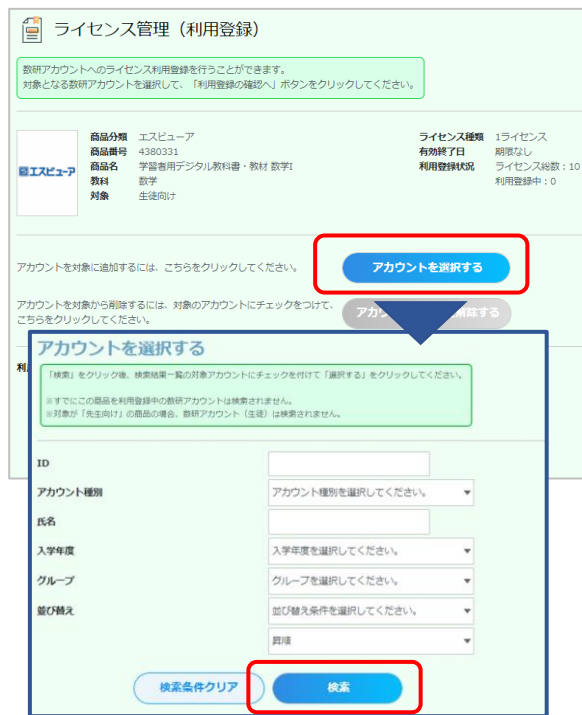 ライセンス管理(利用登録)
数研アカウントへのライセンス利用登録を行うことができます。
対象となる数研アカウントを選択して、「利用登録の確認へ」ボタンをクリックしてください。
エスビューア
商品分類 エスビューア
商品番号 4380331
商品名 学習者用デジタル教科書・教材 数学I
教科 数学
対象 生徒向け
ライセンス種類 1ライセンス
有効終了日 期限なし
利用登録状況 ライセンス総数:10
利用登録中:0
アカウントを対象に追加するには、こちらをクリックしてください。
アカウントを選択する
アカウントを対象から削除するには、対象のアカウントにチェックをつけて、
こちらをクリックしてください。
アカウ 削除する
アカウントを選択する
「検索」をクリック後、検索結果一覧の対象アカウントにチェックを付けて「選択する」をクリックしてください。
※すでにこの商品を利用登録中の数研アカウントは検索されません。
※対象が「先生向け」の商品の場合、数研アカウント(生徒)は検索されません。
ID
アカウント種別 アカウント種別を選択してください。
氏名
入学年度 入学年度を選択してください。
グループ グループを選択してください。
並び替え 並び替え条件を選択してください。
昇順
検索条件クリア
検索